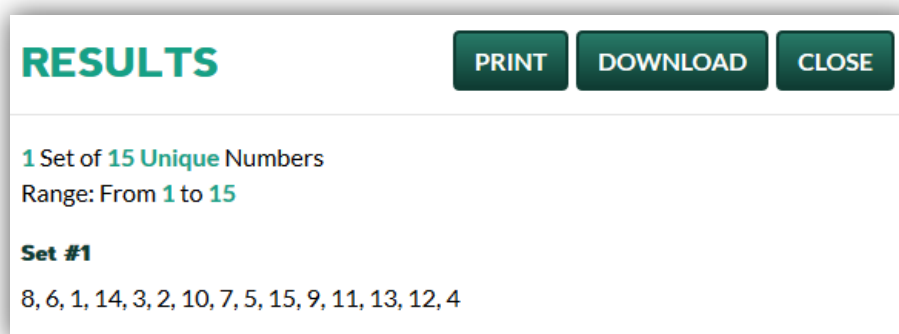 RESULTS PRINT DOWNLOAD CLOSE
1 Set of 15 Unique Numbers
Range: From 1 to 15
Set #1
8, 6, 1, 14, 3, 2, 10, 7, 5, 15, 9, 11, 13, 12, 4